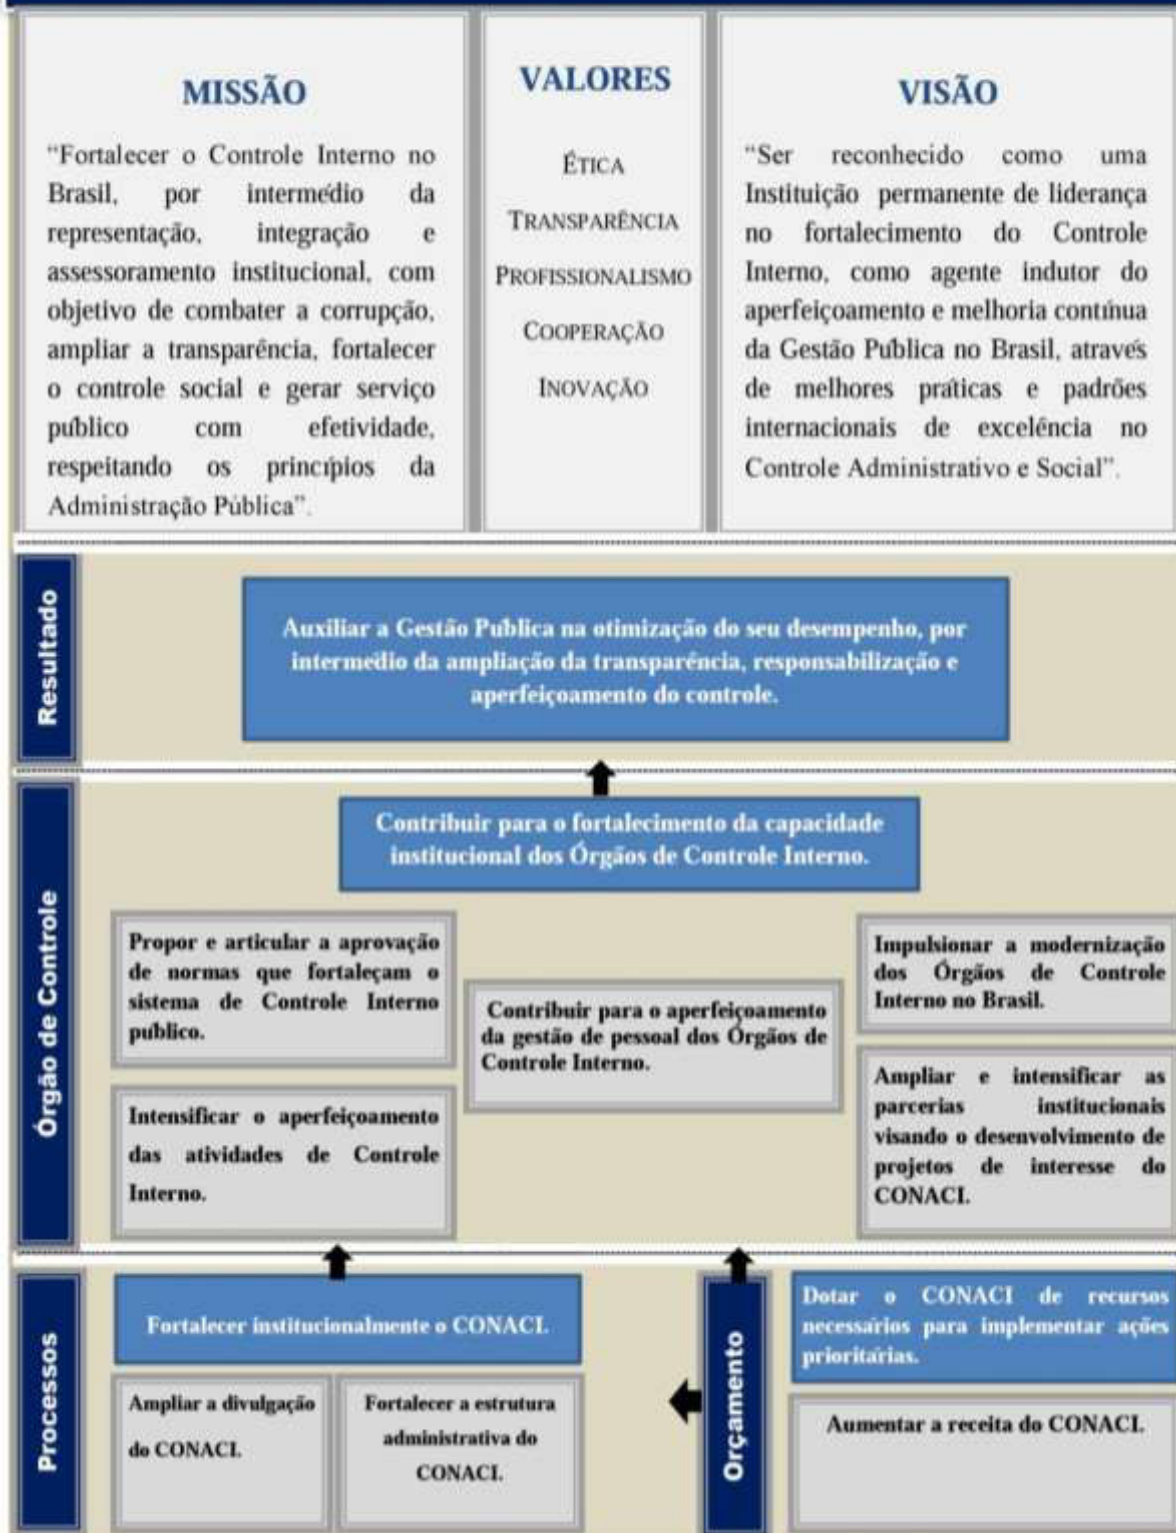 MISSÃO
“Fortalecer o Controle Interno no
Brasil, por intermédio da
representação, integração e
assessoramento institucional, com
objetivo de combater a corrupção,
ampliar a transparência, fortalecer
o controle social e gerar serviço
público com efetividade,
respeitando os princípios da
Administração Pública”.
VALORES
ÉTICA
TRANSPARÊNCIA
PROFISSIONALISMO
COOPERAÇÃO
INOVAÇÃO
VISÃO
“Ser reconhecido como uma
Instituição permanente de liderança
no fortalecimento do Controle
Interno, como agente indutor do
aperfeiçoamento e melhoria contínua
da Gestão Pública no Brasil, através
de melhores práticas e padrões
internacionais de excelência no
Controle Administrativo e Social”.
Resultado
Auxiliar a Gestão Publica na otimização do seu desempenho, por
intermédio da ampliação da transparência, responsabilização e
aperfeiçoamento do controle.
Órgão de Controle
Contribuir para o fortalecimento da capacidade
institucional dos Órgãos de Controle Interno.
Propor e articular a aprovação
de normas que fortaleçam o
sistema de Controle Interno
público.
Intensificar o aperfeiçoamento
das atividades de Controle
Interno.
Contribuir para o aperfeiçoamento
da gestão de pessoal dos Órgãos de
Controle Interno.
Impulsionar a modernização
dos Órgãos de Controle
Interno no Brasil.
Ampliar e intensificar as
parcerias institucionais
visando o desenvolvimento de
projetos de interesse do
CONACI.
Processos
Fortalecer institucionalmente o CONACI.
Ampliar a divulgação
do CONACI.
Fortalecer a estrutura
administrativa do
CONACI.
Orçamento
Dotar o CONACI de recursos
necessários para implementar ações
prioritárias.
Aumentar a receita do CONACI.